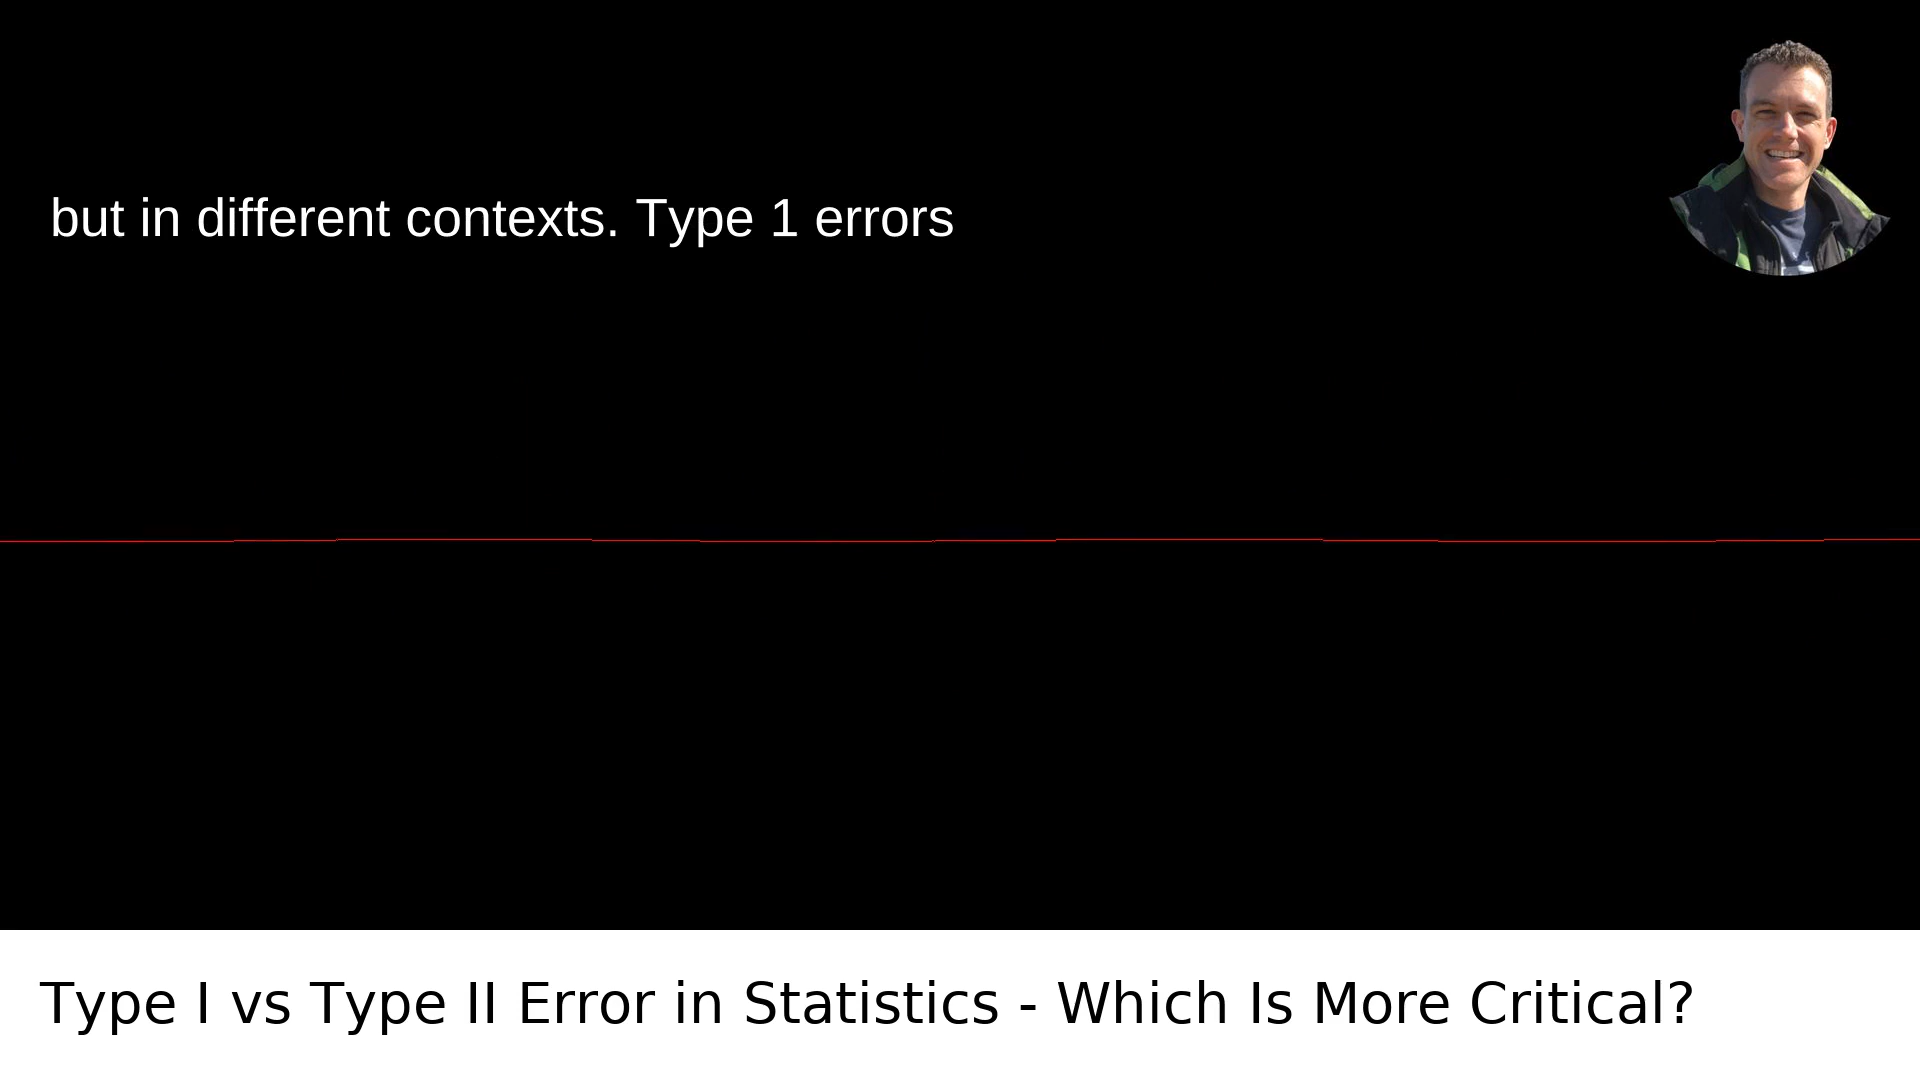 but in different contexts. Type 1 errors
Type I vs Type II Error in Statistics - Which Is More Critical?